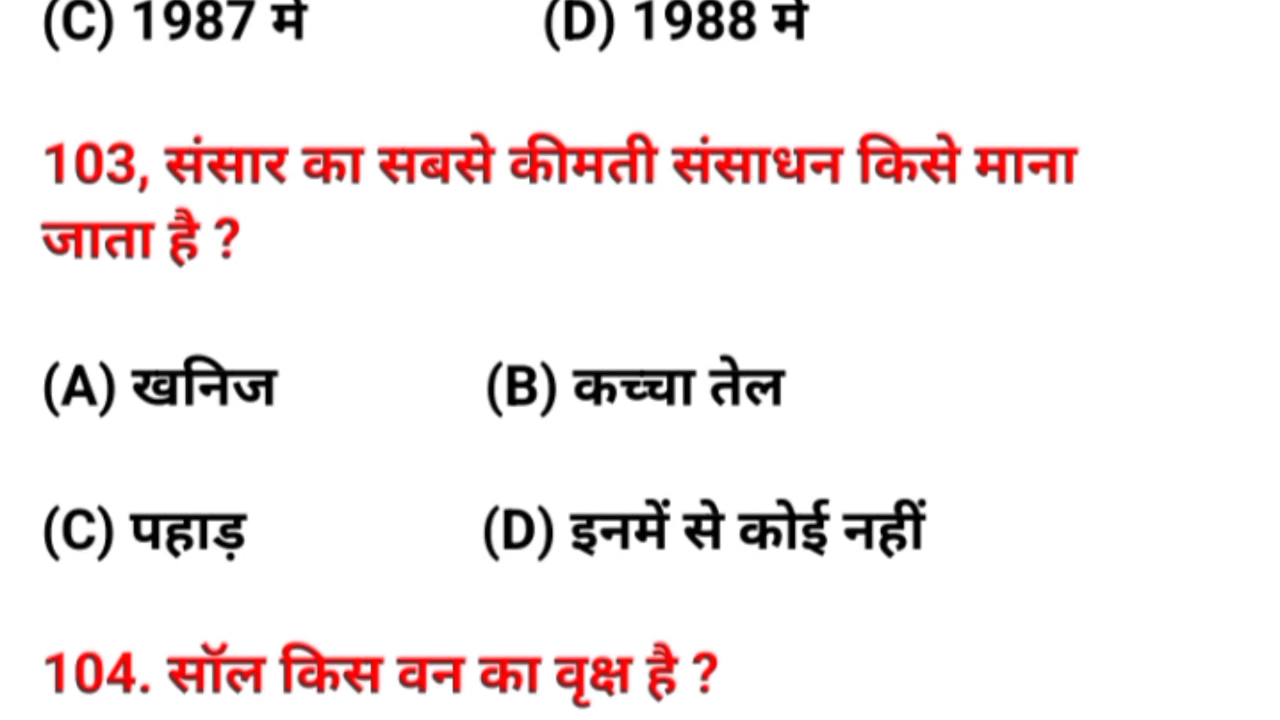 (C) 1987 में (D) 1988 में
103, संसार का सबसे कीमती संसाधन किसे माना
जाता है ?
(A) खनिज (B) कच्चा तेल
(C) पहाड़ (D) इनमें से कोई नहीं
104. सॉल किस वन का वृक्ष है ?